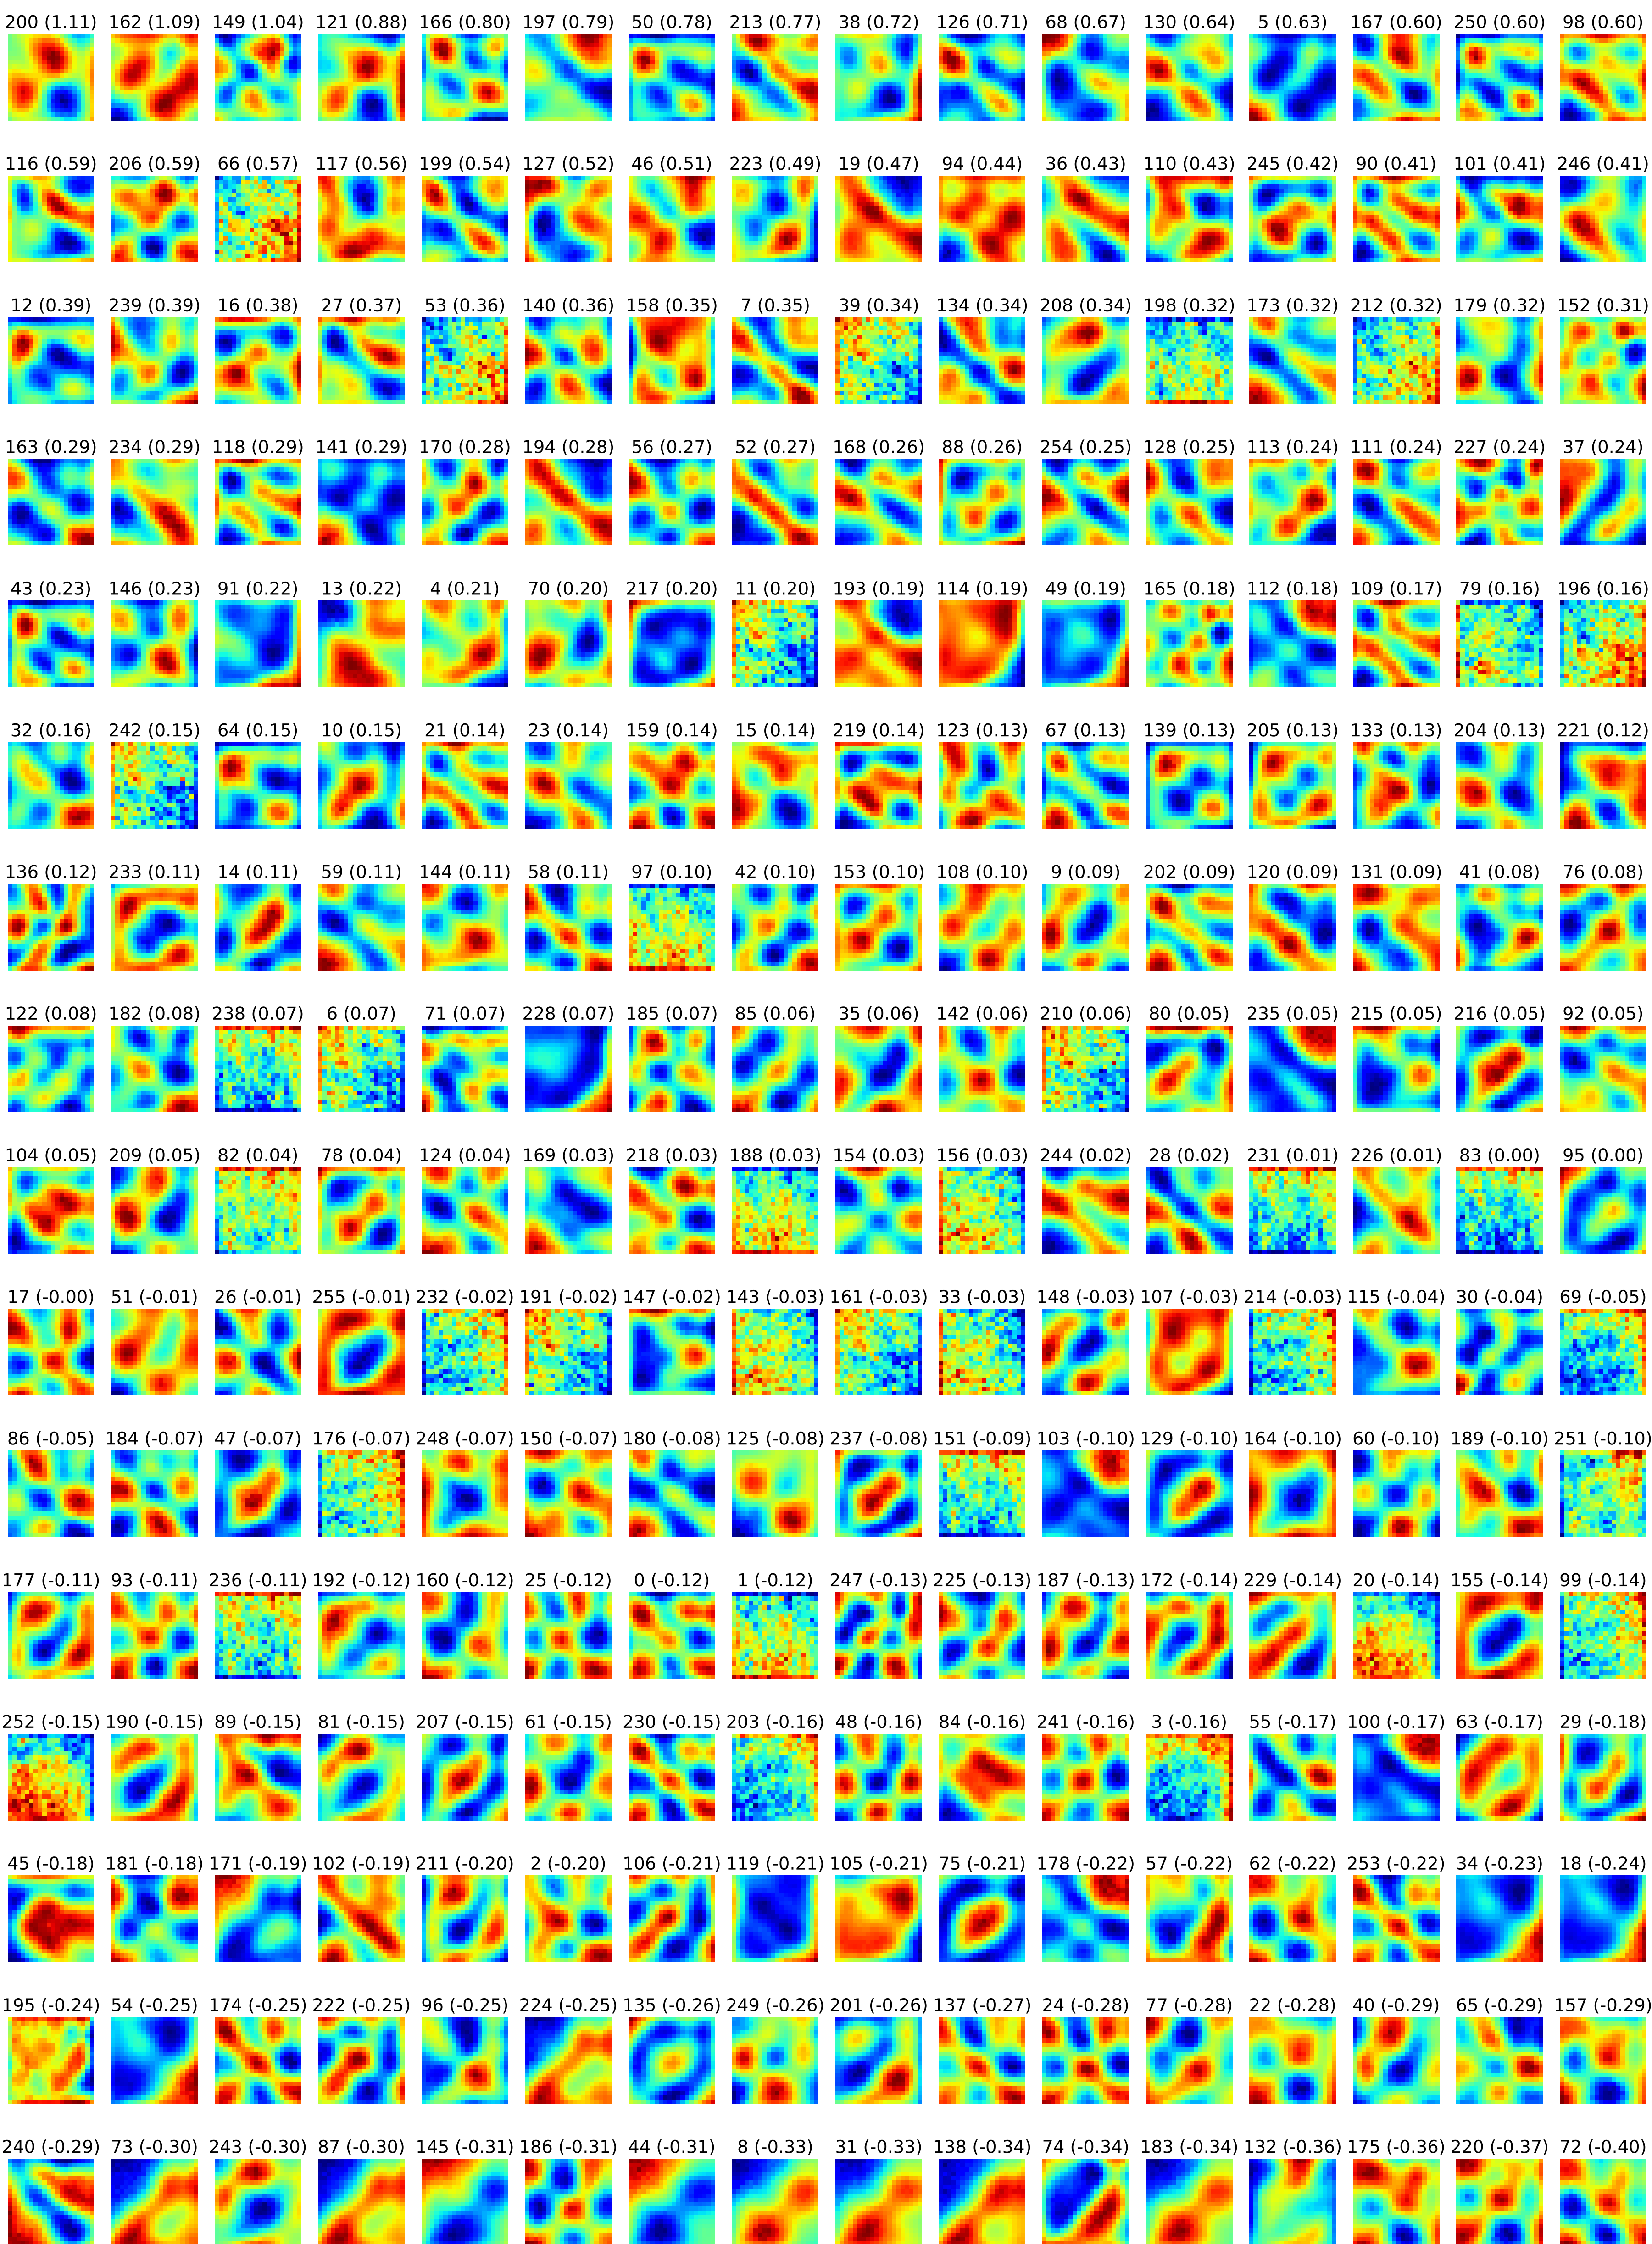 200 (1.11) 162 (1.09) 149 (1.04) 121 (0.88) 166 (0.80) 197 (0.79) 50 (0.78) 213 (0.77) 38 (0.72) 126 (0.71) 68 (0.67) 130 (0.64) 5 (0.63) 167 (0.60) 250 (0.60) 98 (0.60)
116 (0.59) 206 (0.59) 66 (0.57) 117 (0.56) 199 (0.54) 127 (0.52) 46 (0.51) 223 (0.49) 19 (0.47) 94 (0.44) 36 (0.43) 110 (0.43) 245 (0.42) 90 (0.41) 101 (0.41) 246 (0.41)
12 (0.39) 239 (0.39) 16 (0.38) 27 (0.37) 53 (0.36) 140 (0.36) 158 (0.35) 7 (0.35) 39 (0.34) 134 (0.34) 208 (0.34) 198 (0.32) 173 (0.32) 212 (0.32) 179 (0.32) 152 (0.31)
163 (0.29) 234 (0.29) 118 (0.29) 141 (0.29) 170 (0.28) 194 (0.28) 56 (0.27) 52 (0.27) 168 (0.26) 88 (0.26) 254 (0.25) 128 (0.25) 113 (0.24) 111 (0.24) 227 (0.24) 37 (0.24)
43 (0.23) 146 (0.23) 91 (0.22) 13 (0.22) 4 (0.21) 70 (0.20) 217 (0.20) 11 (0.20) 193 (0.19) 114 (0.19) 49 (0.19) 165 (0.18) 112 (0.18) 109 (0.17) 79 (0.16) 196 (0.16)
32 (0.16) 242 (0.15) 64 (0.15) 10 (0.15) 21 (0.14) 23 (0.14) 159 (0.14) 15 (0.14) 219 (0.14) 123 (0.13) 67 (0.13) 139 (0.13) 205 (0.13) 133 (0.13) 204 (0.13) 221 (0.12)
136 (0.12) 233 (0.11) 14 (0.11) 59 (0.11) 144 (0.11) 58 (0.11) 97 (0.10) 42 (0.10) 153 (0.10) 108 (0.10) 9 (0.09) 202 (0.09) 120 (0.09) 131 (0.09) 41 (0.08) 76 (0.08)
122 (0.08) 182 (0.08) 238 (0.07) 6 (0.07) 71 (0.07) 228 (0.07) 185 (0.07) 85 (0.06) 35 (0.06) 142 (0.06) 210 (0.06) 80 (0.05) 235 (0.05) 215 (0.05) 216 (0.05) 92 (0.05)
104 (0.05) 209 (0.05) 82 (0.04) 78 (0.04) 124 (0.04) 169 (0.03) 218 (0.03) 188 (0.03) 154 (0.03) 156 (0.03) 244 (0.02) 28 (0.02) 231 (0.01) 226 (0.01) 83 (0.00) 95 (0.00)
17 (-0.00) 51 (-0.01) 26 (-0.01) 255 (-0.01) 232 (-0.02) 191 (-0.02) 147 (-0.02) 143 (-0.03) 161 (-0.03) 33 (-0.03) 148 (-0.03) 107 (-0.03) 214 (-0.03) 115 (-0.04) 30 (-0.04) 69 (-0.05)
86 (-0.05) 184 (-0.07) 47 (-0.07) 176 (-0.07) 248 (-0.07) 150 (-0.07) 180 (-0.08) 125 (-0.08) 237 (-0.08) 151 (-0.09) 103 (-0.10) 129 (-0.10) 164 (-0.10) 60 (-0.10) 189 (-0.10) 251 (-0.10)
177 (-0.11) 93 (-0.11) 236 (-0.11) 192 (-0.12) 160 (-0.12) 25 (-0.12) 0 (-0.12) 1 (-0.12) 247 (-0.13) 225 (-0.13) 187 (-0.13) 172 (-0.14) 229 (-0.14) 20 (-0.14) 155 (-0.14) 99 (-0.14)
252 (-0.15) 190 (-0.15) 89 (-0.15) 81 (-0.15) 207 (-0.15) 61 (-0.15) 230 (-0.15) 203 (-0.16) 48 (-0.16) 84 (-0.16) 241 (-0.16) 3 (-0.16) 55 (-0.17) 100 (-0.17) 63 (-0.17) 29 (-0.18)
45 (-0.18) 181 (-0.18) 171 (-0.19) 102 (-0.19) 211 (-0.20) 2 (-0.20) 106 (-0.21) 119 (-0.21) 105 (-0.21) 75 (-0.21) 178 (-0.22) 57 (-0.22) 62 (-0.22) 253 (-0.22) 34 (-0.23) 18 (-0.24)
195 (-0.24) 54 (-0.25) 174 (-0.25) 222 (-0.25) 96 (-0.25) 224 (-0.25) 135 (-0.26) 249 (-0.26) 201 (-0.26) 137 (-0.27) 24 (-0.28) 77 (-0.28) 22 (-0.28) 40 (-0.29) 65 (-0.29) 157 (-0.29)
240 (-0.29) 73 (-0.30) 243 (-0.30) 87 (-0.30) 145 (-0.31) 186 (-0.31) 44 (-0.31) 8 (-0.33) 31 (-0.33) 138 (-0.34) 74 (-0.34) 183 (-0.34) 132 (-0.36) 175 (-0.36) 220 (-0.37) 72 (-0.40)